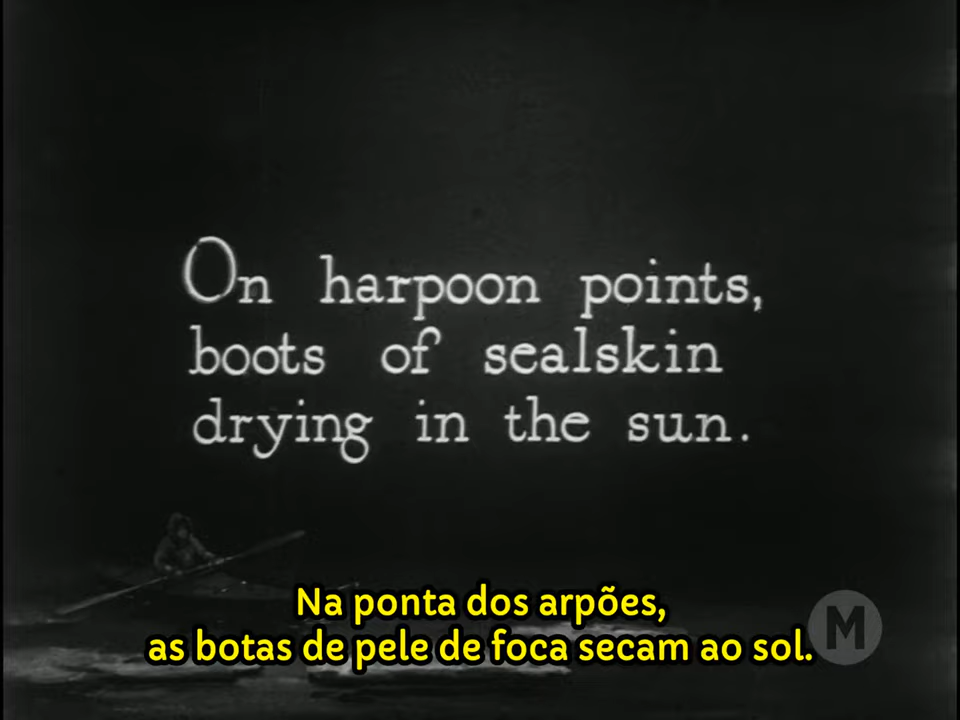 On harpoon points,
boots of sealskin
drying in the sun.
Na ponta dos arpões,
as botas de pele de foca secam ao sol.
M